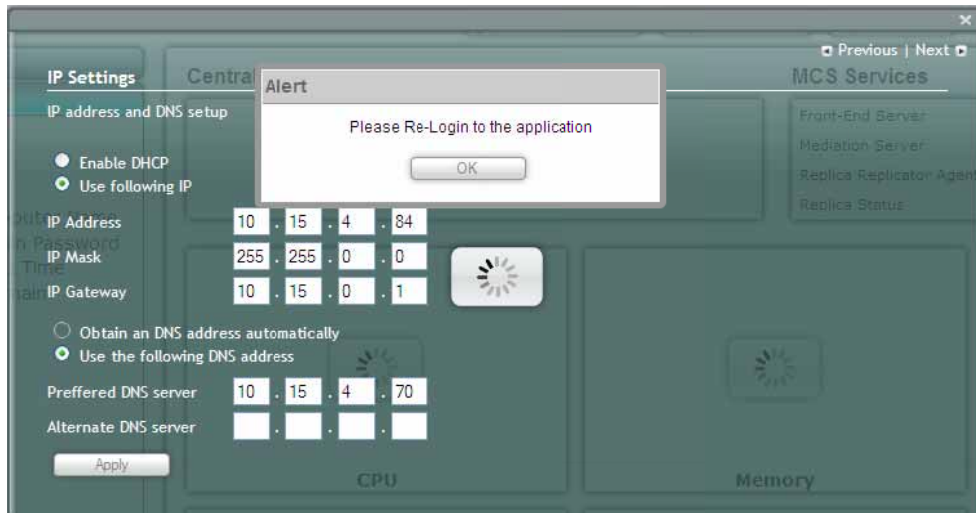 Previous | Next
IP Settings
Central
MCS Services
Alert
Please Re-Login to the application
OK
IP address and DNS setup
Front-End Server
Mediation Server
Replica Replicator Agent
Replica Status
Enable DHCP
Use following IP
IP Address 10 . 15 . 4 . 84
Password
IP Mask 255 . 255 . 0 . 0
Time
IP Gateway 10 . 15 . 0 . 1
Obtain an DNS address automatically
Use the following DNS address
Preffered DNS server 10 . 15 . 4 . 70
Alternate DNS server . . .
Apply
CPU
Memory